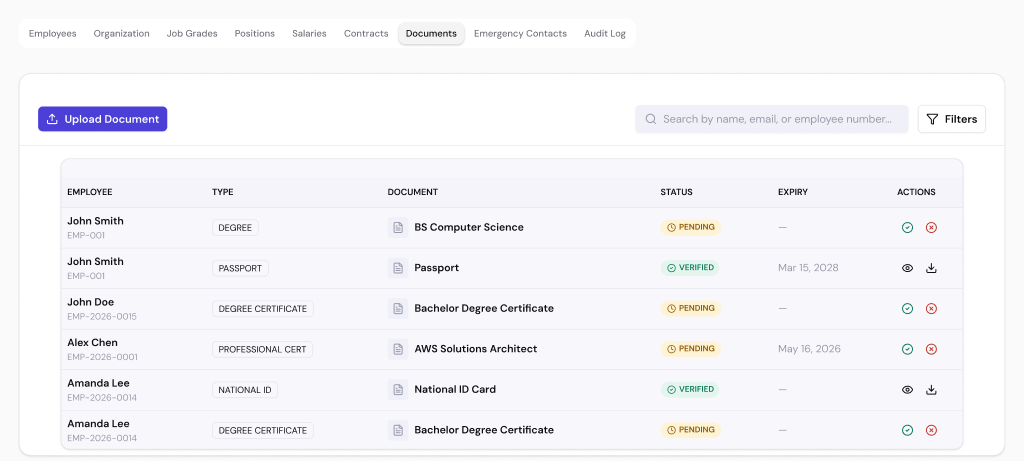 Employees Organization Job Grades Positions Salaries Contracts Documents Emergency Contacts Audit Log
Upload Document Search by name, email, or employee number... Filters
EMPLOYEE TYPE DOCUMENT STATUS EXPIRY ACTIONS
John Smith
EMP-001 DEGREE BS Computer Science PENDING —
John Smith
EMP-001 PASSPORT Passport VERIFIED Mar 15, 2028
John Doe
EMP-2026-0015 DEGREE CERTIFICATE Bachelor Degree Certificate PENDING —
Alex Chen
EMP-2026-0001 PROFESSIONAL CERT AWS Solutions Architect PENDING May 16, 2026
Amanda Lee
EMP-2026-0014 NATIONAL ID National ID Card VERIFIED —
Amanda Lee
EMP-2026-0014 DEGREE CERTIFICATE Bachelor Degree Certificate PENDING —